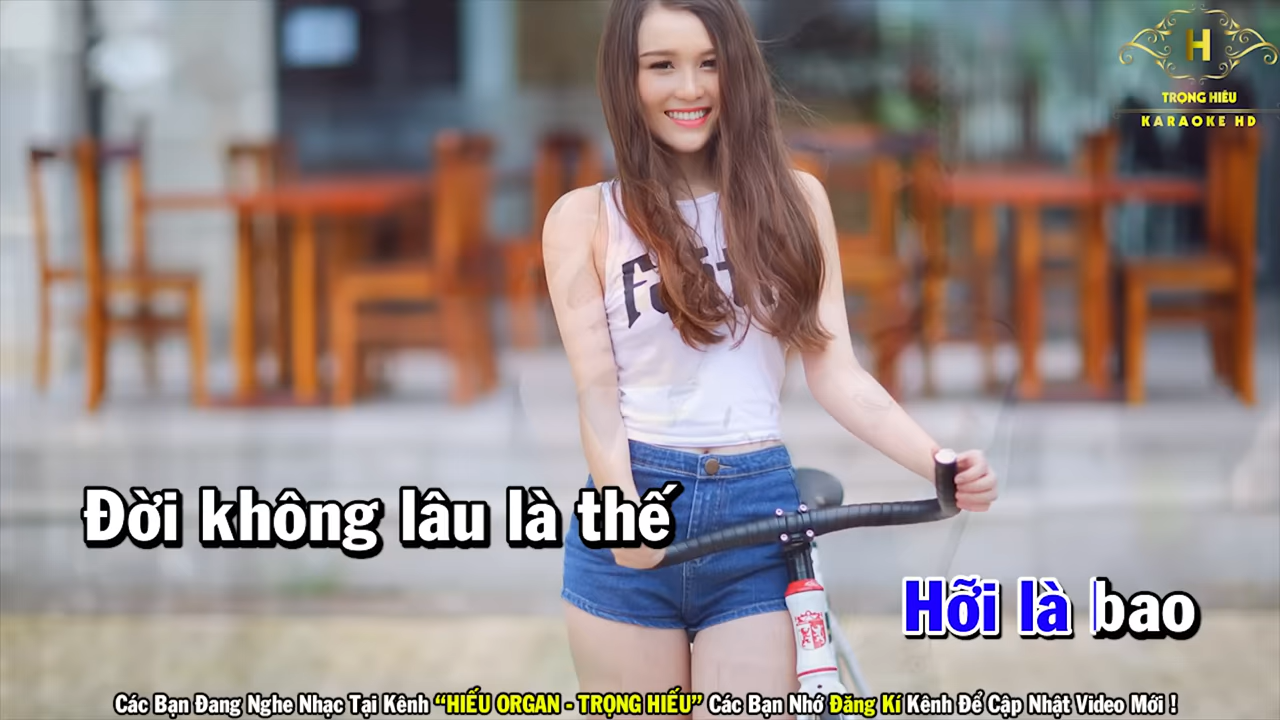 H
TRỌNG HIẾU
KARAOKE HD
Đời không lâu là thế
Hỡi là bao
Các Bạn Đang Nghe Nhạc Tại Kênh “HIẾU ORGAN - TRỌNG HIẾU” Các Bạn Nhớ Đăng Kí Kênh Để Cập Nhật Video Mới !